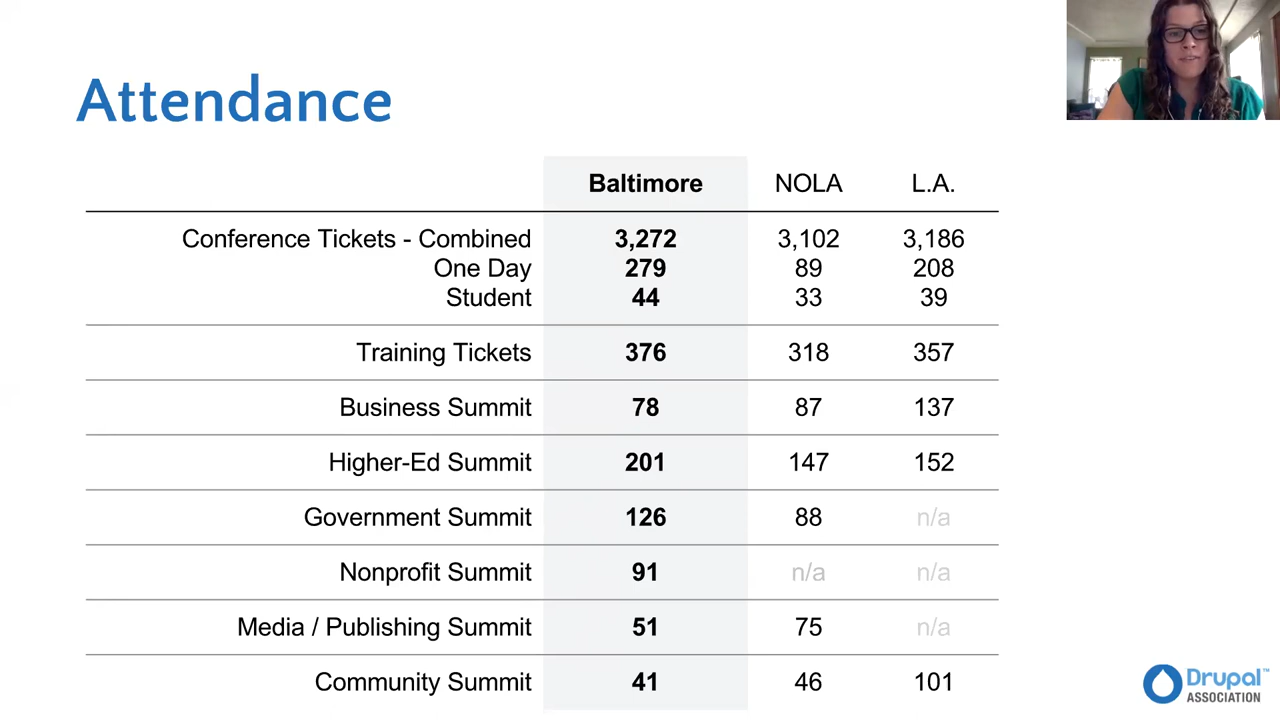 Attendance
Baltimore NOLA L.A.
Conference Tickets - Combined 3,272 3,102 3,186
One Day 279 89 208
Student 44 33 39
Training Tickets 376 318 357
Business Summit 78 87 137
Higher-Ed Summit 201 147 152
Government Summit 126 88 n/a
Nonprofit Summit 91 n/a n/a
Media / Publishing Summit 51 75 n/a
Community Summit 41 46 101
Drupal™
ASSOCIATION